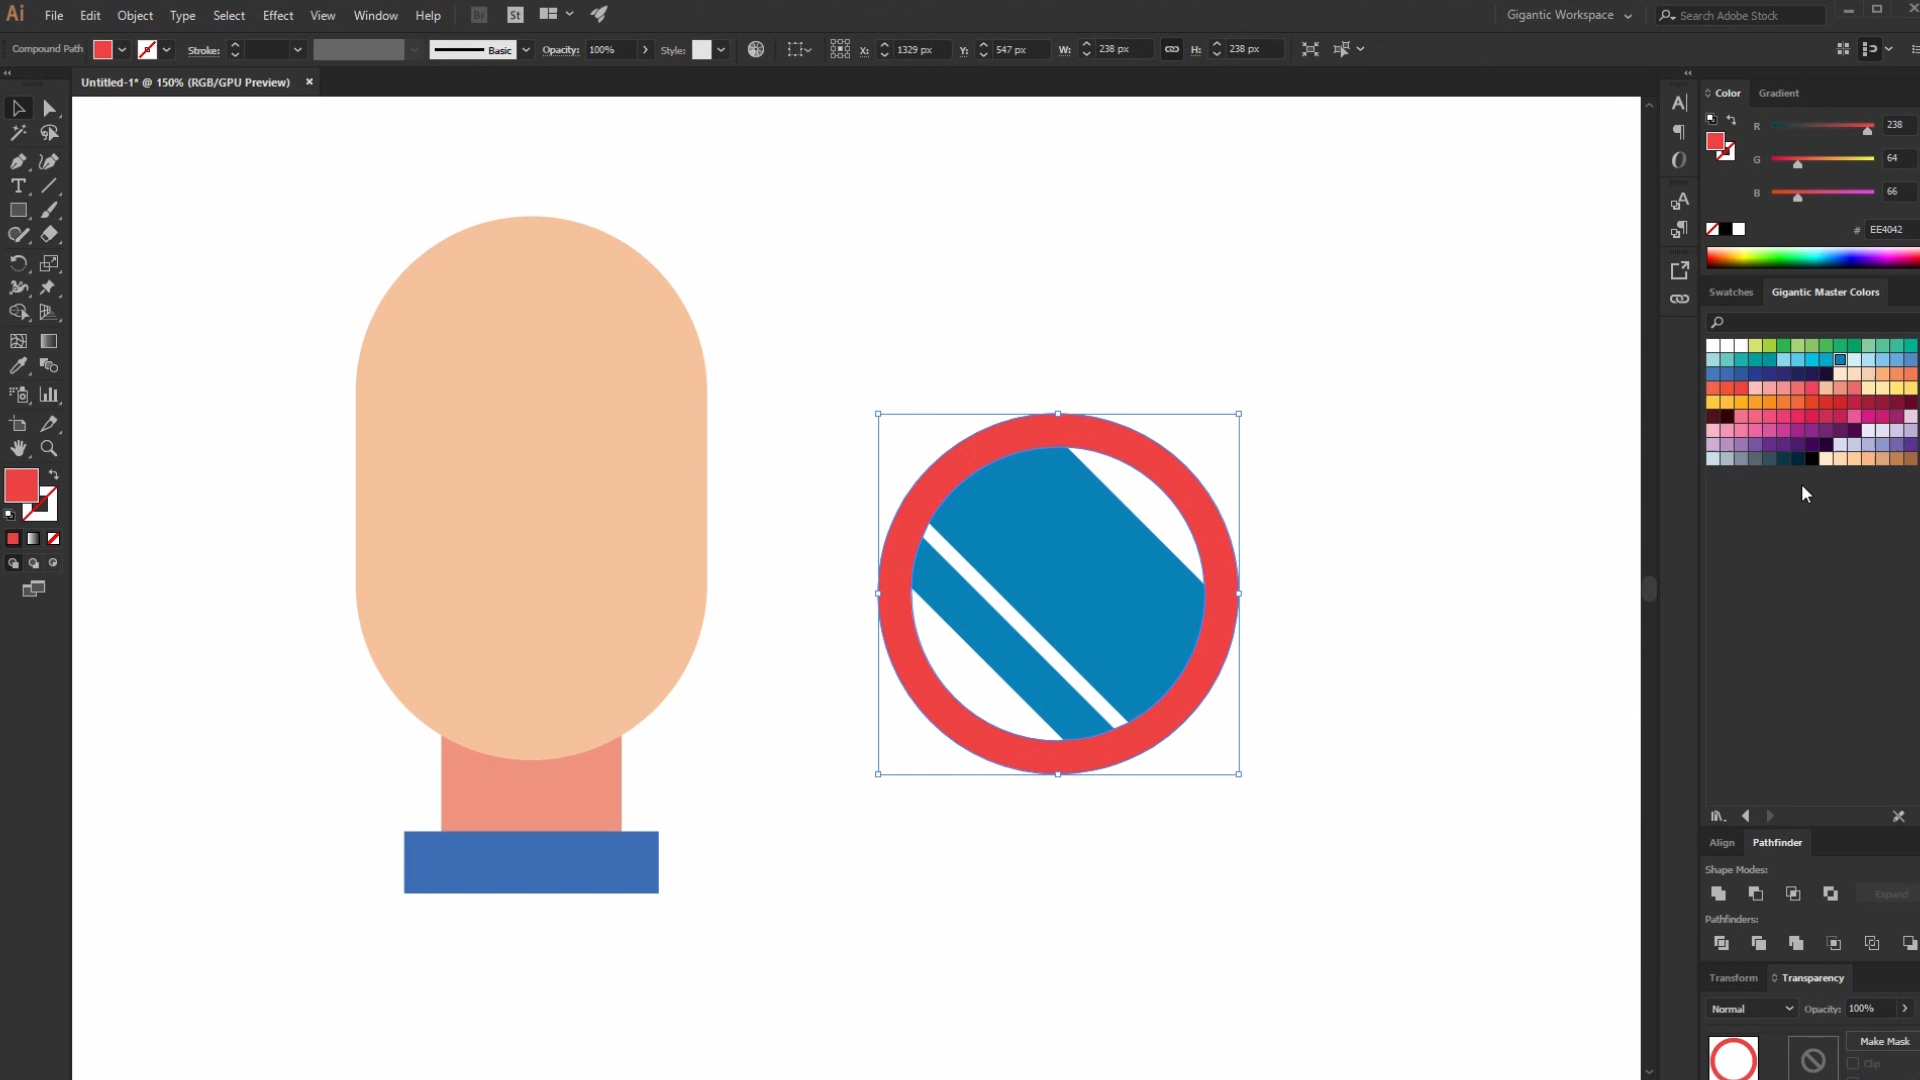 Ai File Edit Object Type Select Effect View Window Help Br St Gigantic Workspace Search Adobe Stock
Compound Path Stroke: Basic Opacity: 100% Style: X: 1329 px Y: 547 px W: 238 px H: 238 px
Untitled-1* @ 150% (RGB/GPU Preview) ×
Color Gradient
R 238
G 64
B 66
# EE4042
Swatches Gigantic Master Colors
Align Pathfinder
Shape Modes:
Expand
Pathfinders:
Transform Transparency
Normal Opacity: 100%
Make Mask
Clip